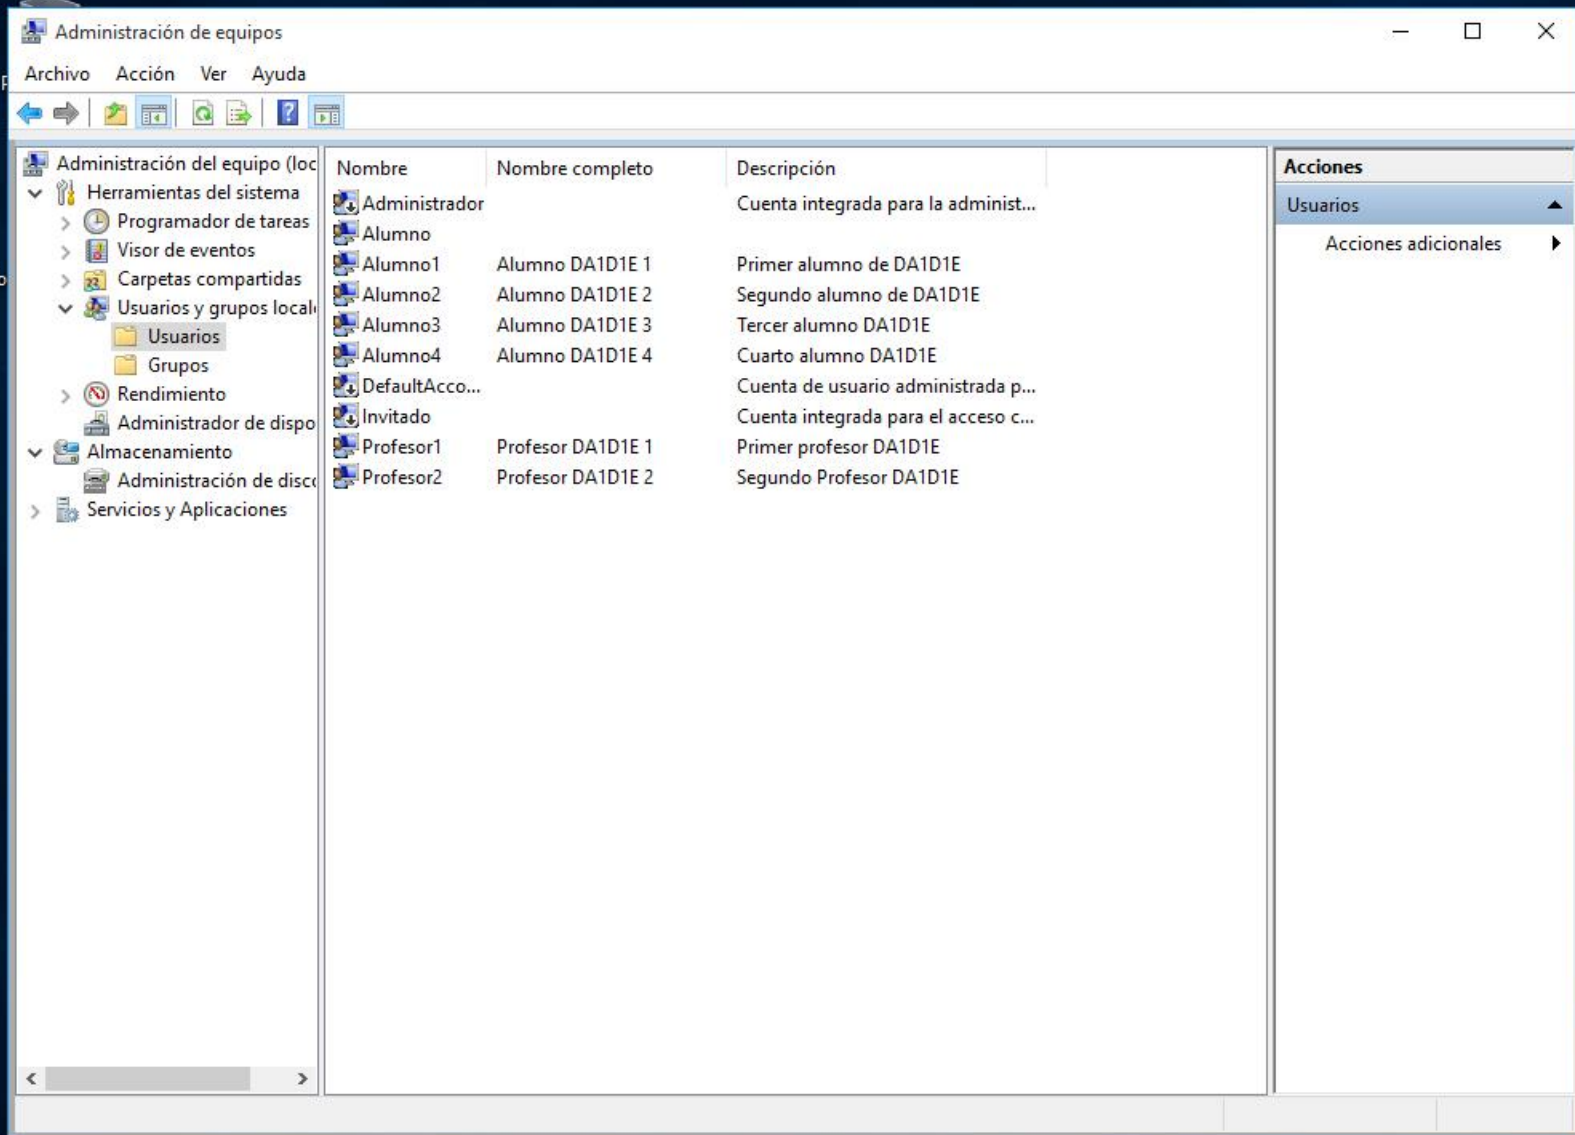 Administración de equipos
Archivo Acción Ver Ayuda
Administración del equipo (loc
Herramientas del sistema
Programador de tareas
Visor de eventos
Carpetas compartidas
Usuarios y grupos local
Usuarios
Grupos
Rendimiento
Administrador de dispo
Almacenamiento
Administración de disc
Servicios y Aplicaciones
Nombre Nombre completo Descripción
Administrador Cuenta integrada para la administ...
Alumno
Alumno1 Alumno DA1D1E 1 Primer alumno de DA1D1E
Alumno2 Alumno DA1D1E 2 Segundo alumno de DA1D1E
Alumno3 Alumno DA1D1E 3 Tercer alumno DA1D1E
Alumno4 Alumno DA1D1E 4 Cuarto alumno DA1D1E
DefaultAcco... Cuenta de usuario administrada p...
Invitado Cuenta integrada para el acceso c...
Profesor1 Profesor DA1D1E 1 Primer profesor DA1D1E
Profesor2 Profesor DA1D1E 2 Segundo Profesor DA1D1E
Acciones
Usuarios
Acciones adicionales